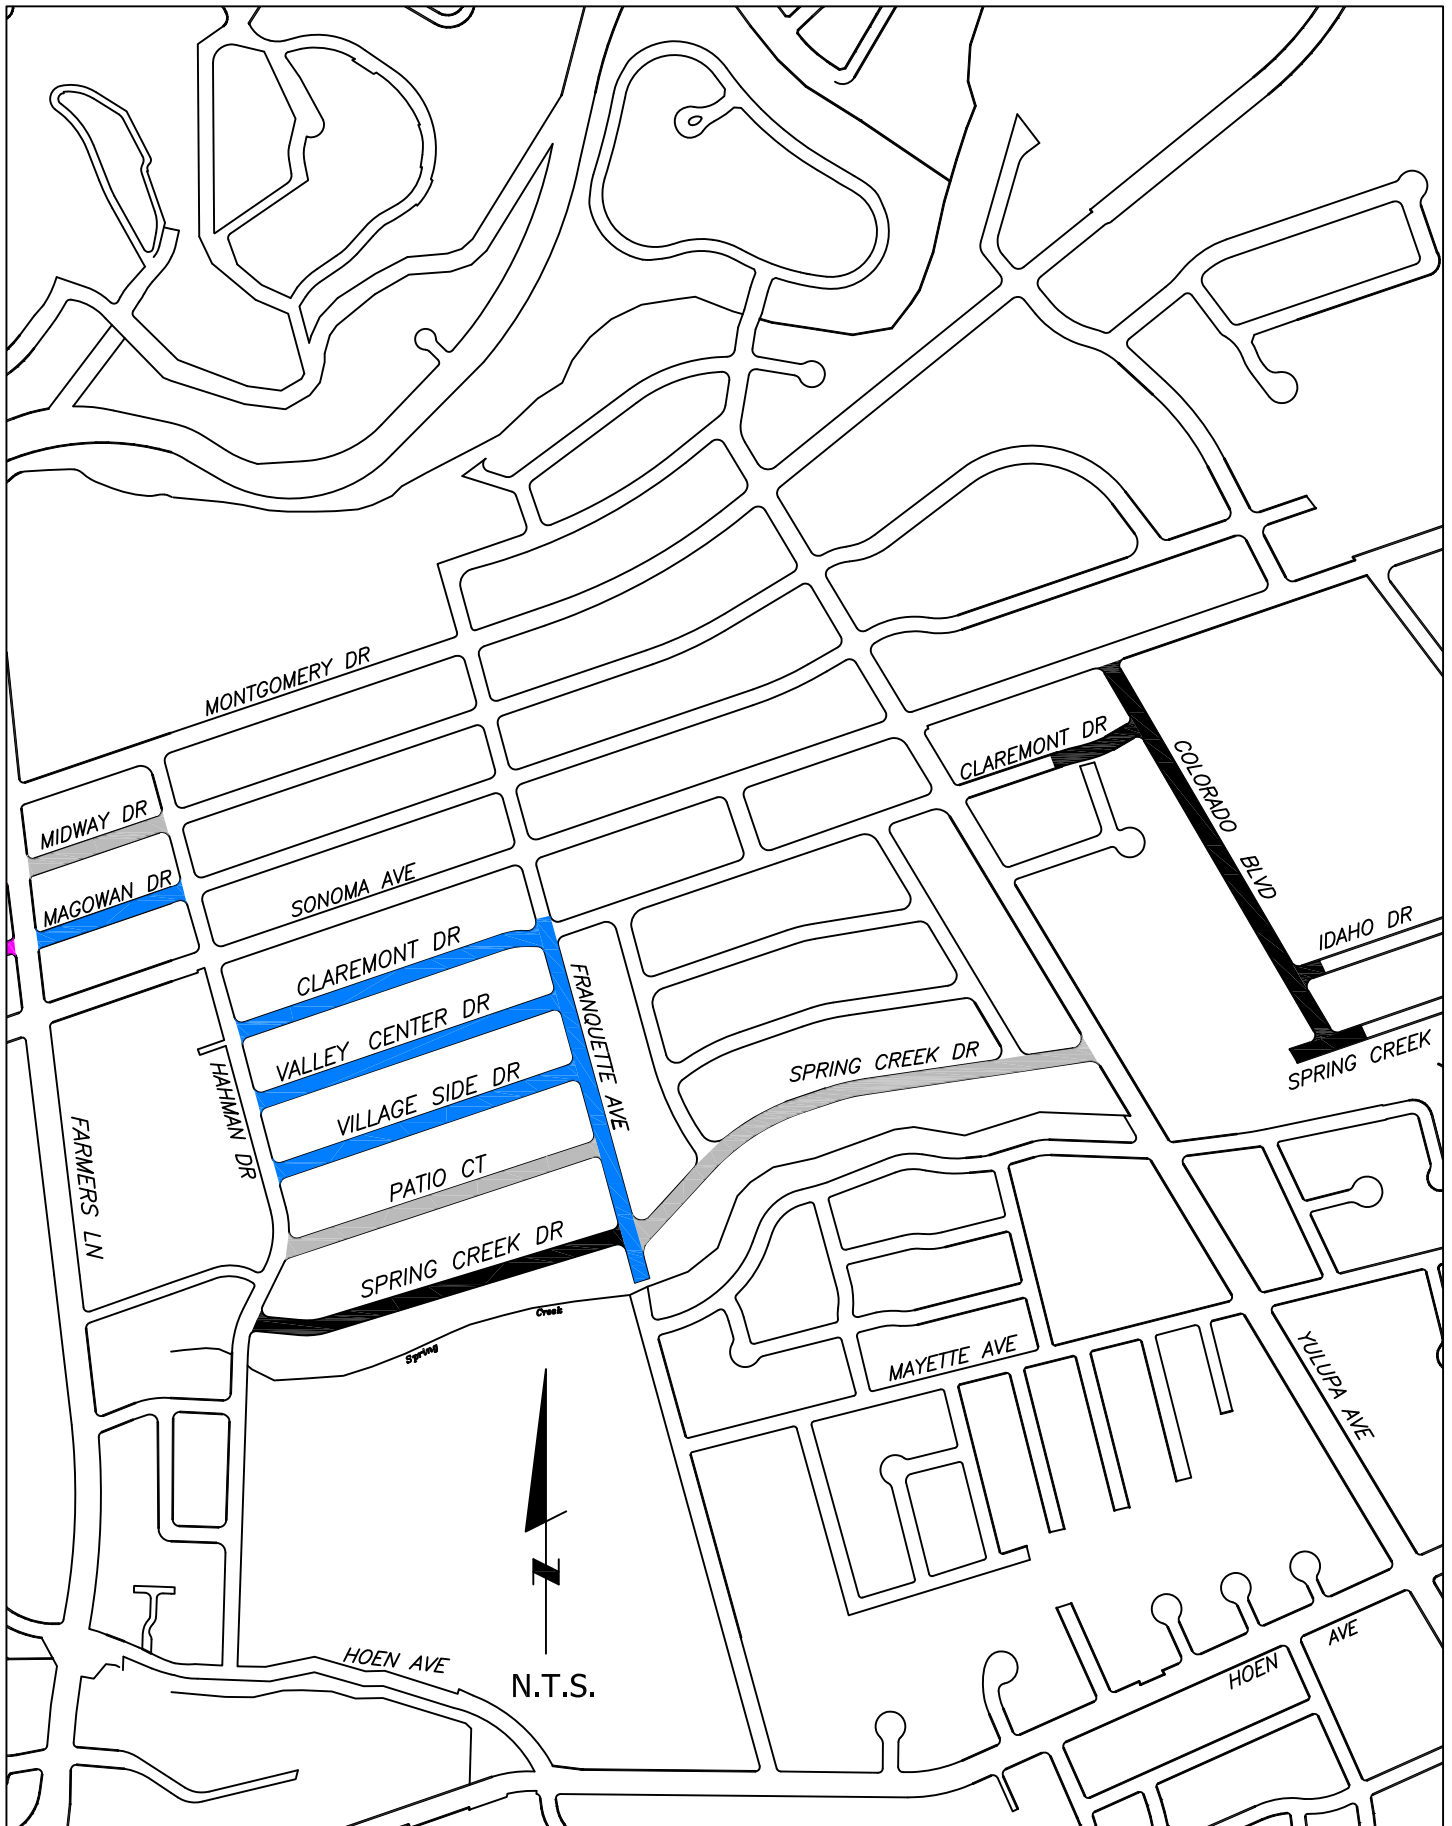 MONTGOMERY DR
CLAREMONT DR
COLORADO BLVD
MIDWAY DR
MAGOWAN DR
SONOMA AVE
IDAHO DR
CLAREMONT DR
VALLEY CENTER DR
FRANQUETTE AVE
SPRING CREEK DR
SPRING CREEK
VILLAGE SIDE DR
HAHMAN DR
FARMERS LN
PATIO CT
SPRING CREEK DR
Creek
Spring
MAYETTE AVE
YULUPA AVE
HOEN AVE
HOEN AVE
N.T.S.